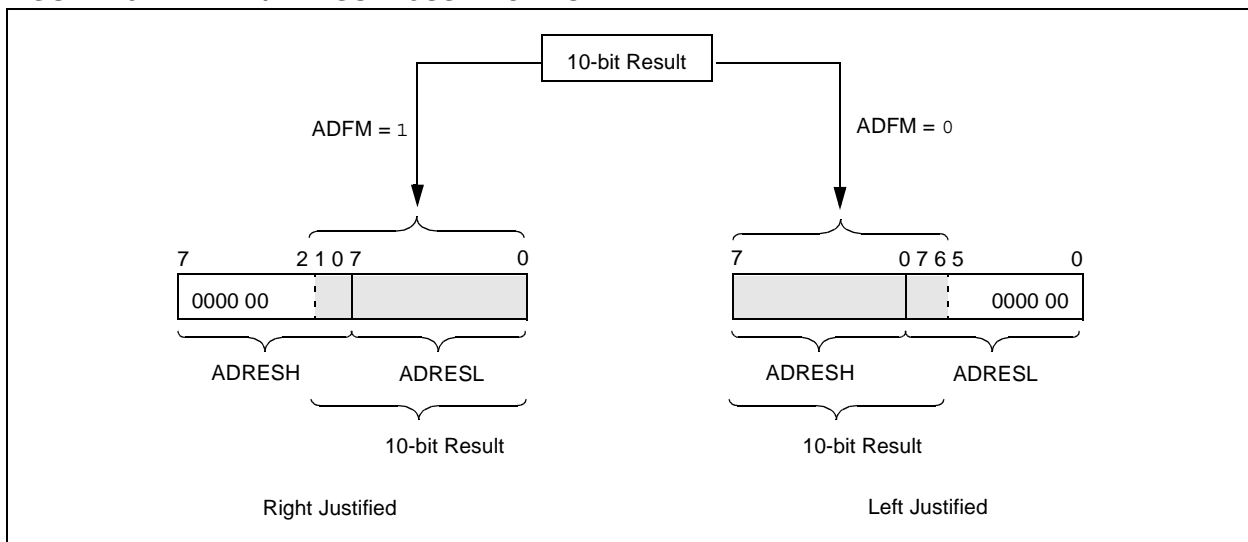 10-bit Result
ADFM = 1
ADFM = 0
7 2 1 0 7 0
0000 00
ADRESH ADRESL
10-bit Result
Right Justified
7 0 7 6 5 0
0000 00
ADRESH ADRESL
10-bit Result
Left Justified